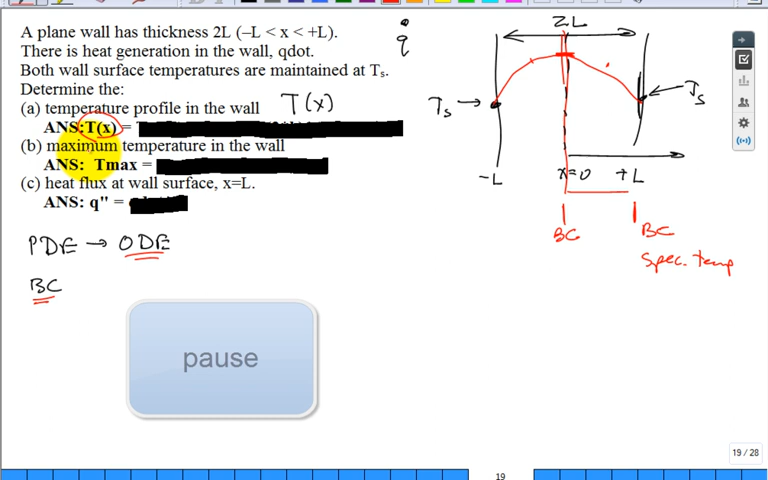 A plane wall has thickness 2L (–L < x < +L).
There is heat generation in the wall, qdot.
Both wall surface temperatures are maintained at Ts.
Determine the:
(a) temperature profile in the wall T(x)
ANS:T(x) =
(b) maximum temperature in the wall
ANS: Tmax =
(c) heat flux at wall surface, x=L.
ANS: q" =
PDE → ODE
BC
pause
q̇
2L
Ts → ← Ts
-L x=0 +L
BC BC
Spec. temp
19 / 28
19